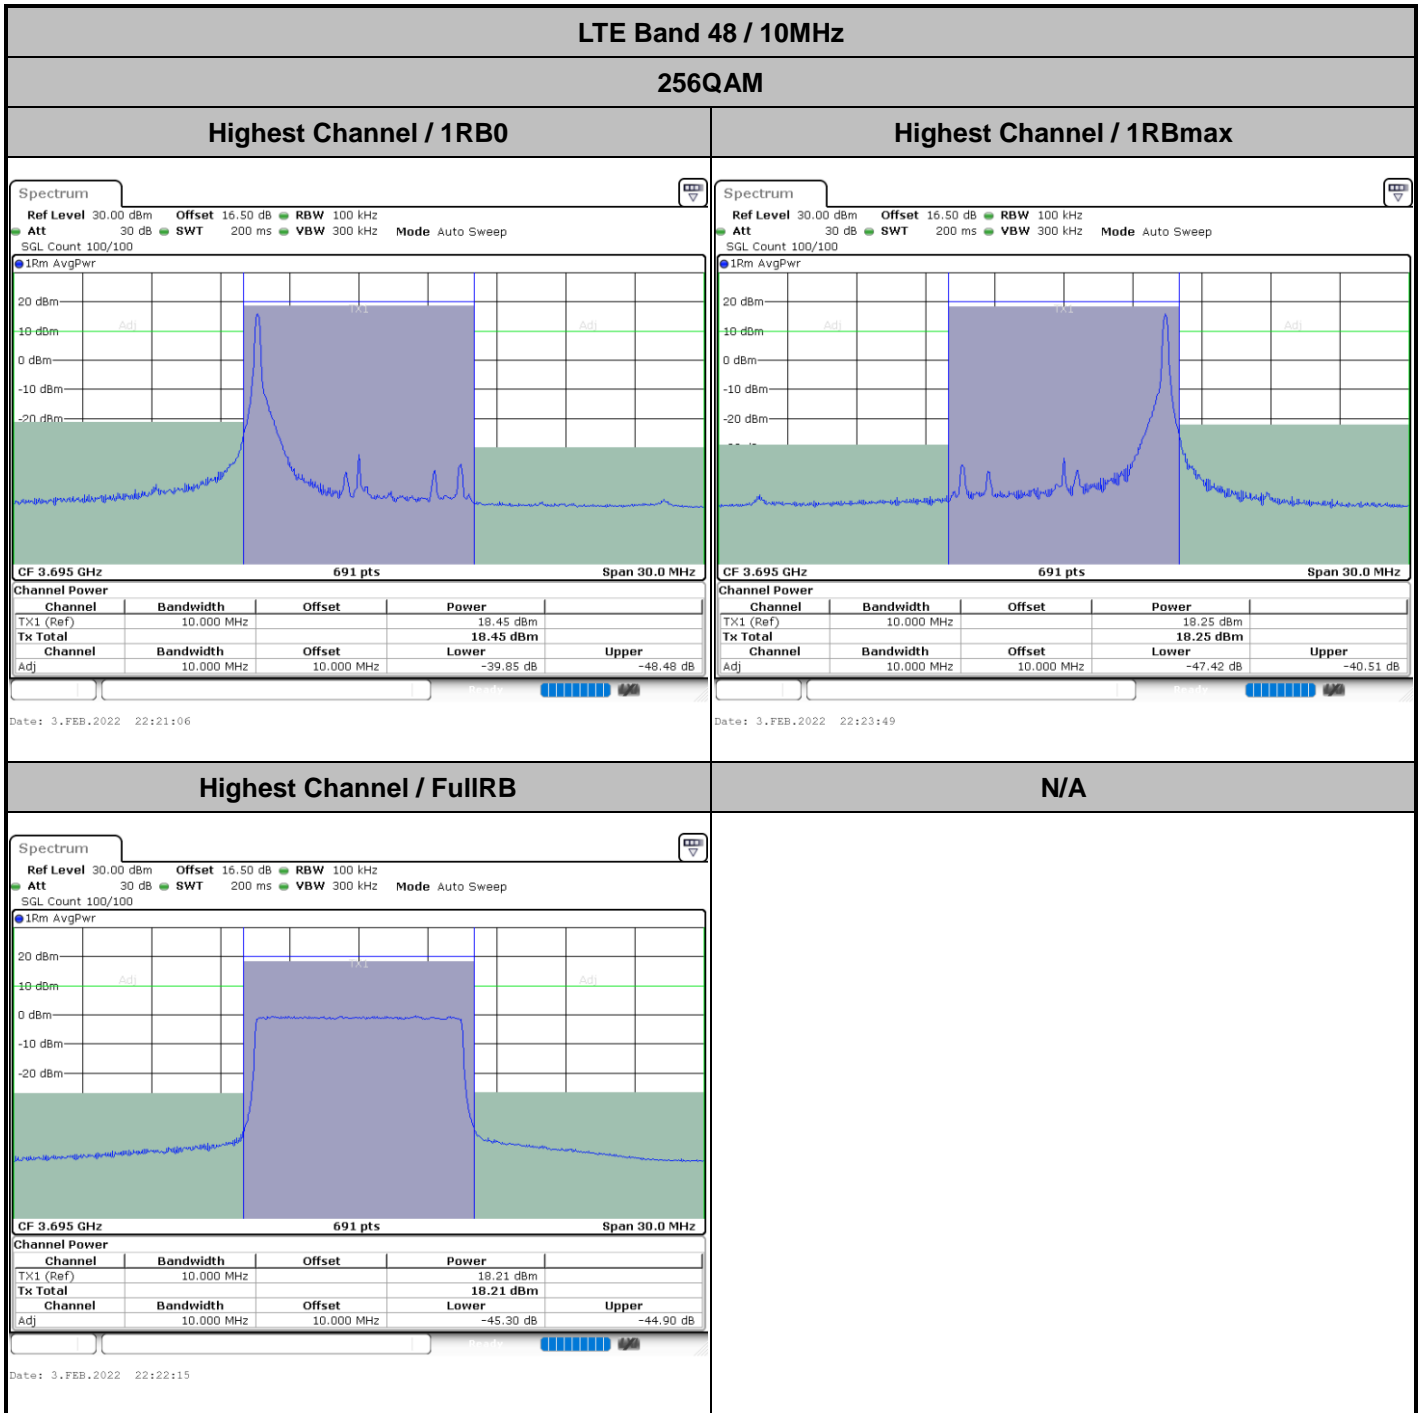 LTE Band 48 / 10MHz
256QAM
Highest Channel / 1RB0
Highest Channel / 1RBmax
Spectrum
Ref Level 30.00 dBm Offset 16.50 dB RBW 100 kHz
Att 30 dB SWT 200 ms VBW 300 kHz Mode Auto Sweep
SGL Count 100/100
1Rm AvgPwr
TX1
20 dBm
Adj
Adj
10 dBm
0 dBm
-10 dBm
-20 dBm
CF 3.695 GHz 691 pts Span 30.0 MHz
Channel Power
Channel Bandwidth Offset Power
TX1 (Ref) 10.000 MHz 18.45 dBm
Tx Total 18.45 dBm
Channel Bandwidth Offset Lower Upper
Adj 10.000 MHz 10.000 MHz -39.85 dB -48.48 dB
Ready
Date: 3.FEB.2022 22:21:06
Spectrum
Ref Level 30.00 dBm Offset 16.50 dB RBW 100 kHz
Att 30 dB SWT 200 ms VBW 300 kHz Mode Auto Sweep
SGL Count 100/100
1Rm AvgPwr
TX1
20 dBm
Adj
Adj
10 dBm
0 dBm
-10 dBm
-20 dBm
CF 3.695 GHz 691 pts Span 30.0 MHz
Channel Power
Channel Bandwidth Offset Power
TX1 (Ref) 10.000 MHz 18.25 dBm
Tx Total 18.25 dBm
Channel Bandwidth Offset Lower Upper
Adj 10.000 MHz 10.000 MHz -47.42 dB -40.51 dB
Ready
Date: 3.FEB.2022 22:23:49
Highest Channel / FullRB
N/A
Spectrum
Ref Level 30.00 dBm Offset 16.50 dB RBW 100 kHz
Att 30 dB SWT 200 ms VBW 300 kHz Mode Auto Sweep
SGL Count 100/100
1Rm AvgPwr
20 dBm
TX1
Adj
Adj
10 dBm
0 dBm
-10 dBm
-20 dBm
CF 3.695 GHz 691 pts Span 30.0 MHz
Channel Power
Channel Bandwidth Offset Power
TX1 (Ref) 10.000 MHz 18.21 dBm
Tx Total 18.21 dBm
Channel Bandwidth Offset Lower Upper
Adj 10.000 MHz 10.000 MHz -45.30 dB -44.90 dB
Ready
Date: 3.FEB.2022 22:22:15